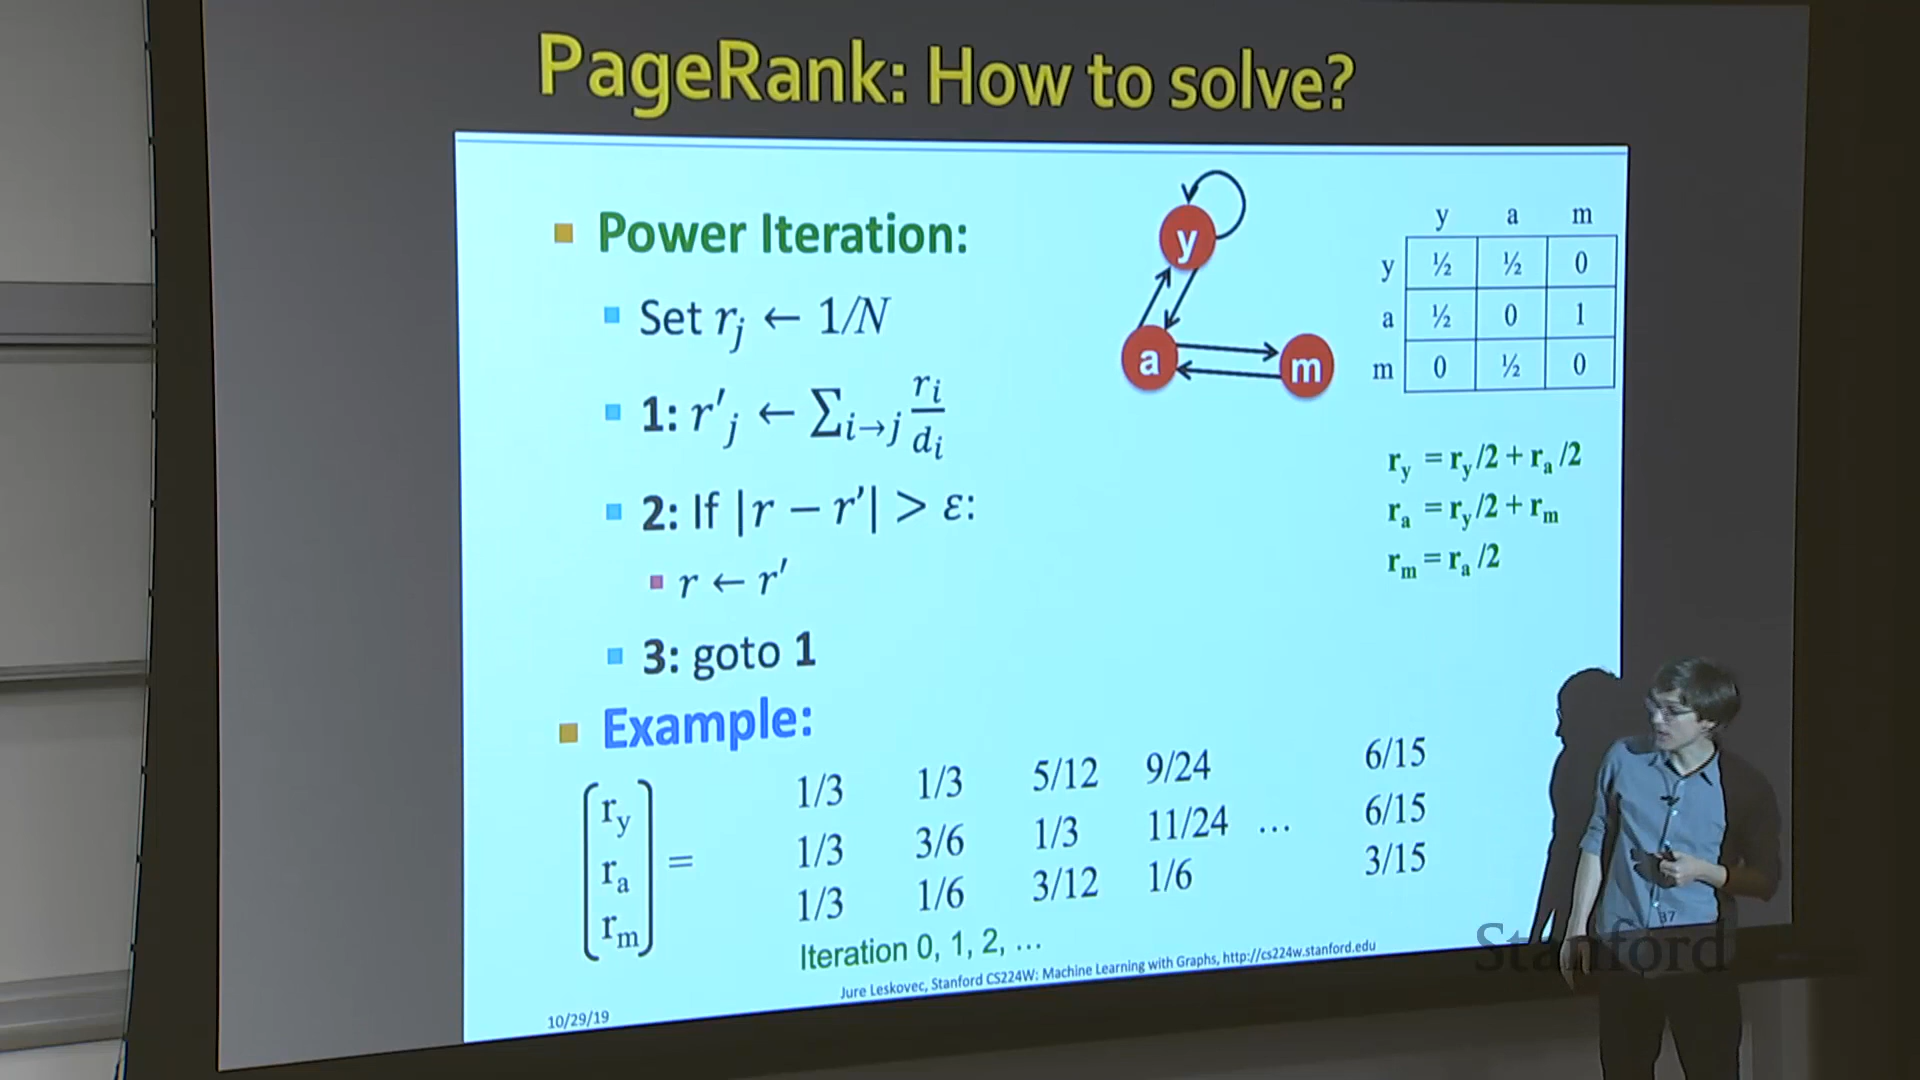 PageRank: How to solve?
Power Iteration:
Set r_j ← 1/N
1: r'_j ← Σ_{i→j} r_i/d_i
2: If |r − r'| > ε:
r ← r'
3: goto 1
y
a
m
y a m
y ½ ½ 0
a ½ 0 1
m 0 ½ 0
r_y = r_y/2 + r_a/2
r_a = r_y/2 + r_m
r_m = r_a/2
Example:
r_y 1/3 1/3 5/12 9/24 6/15
r_a = 1/3 3/6 1/3 11/24 … 6/15
r_m 1/3 1/6 3/12 1/6 3/15
Iteration 0, 1, 2, …
10/29/19
Jure Leskovec, Stanford CS224W: Machine Learning with Graphs, http://cs224w.stanford.edu
37
Stanford